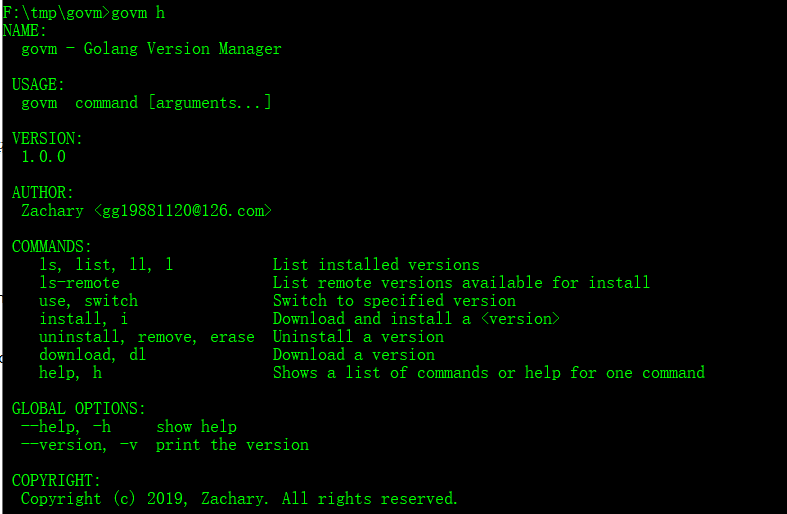 F:\tmp\govm>govm h
NAME:
govm - Golang Version Manager
USAGE:
govm command [arguments...]
VERSION:
1.0.0
AUTHOR:
Zachary <gg19881120@126.com>
COMMANDS:
ls, list, ll, l List installed versions
ls-remote List remote versions available for install
use, switch Switch to specified version
install, i Download and install a <version>
uninstall, remove, erase Uninstall a version
download, dl Download a version
help, h Shows a list of commands or help for one command
GLOBAL OPTIONS:
--help, -h show help
--version, -v print the version
COPYRIGHT:
Copyright (c) 2019, Zachary. All rights reserved.